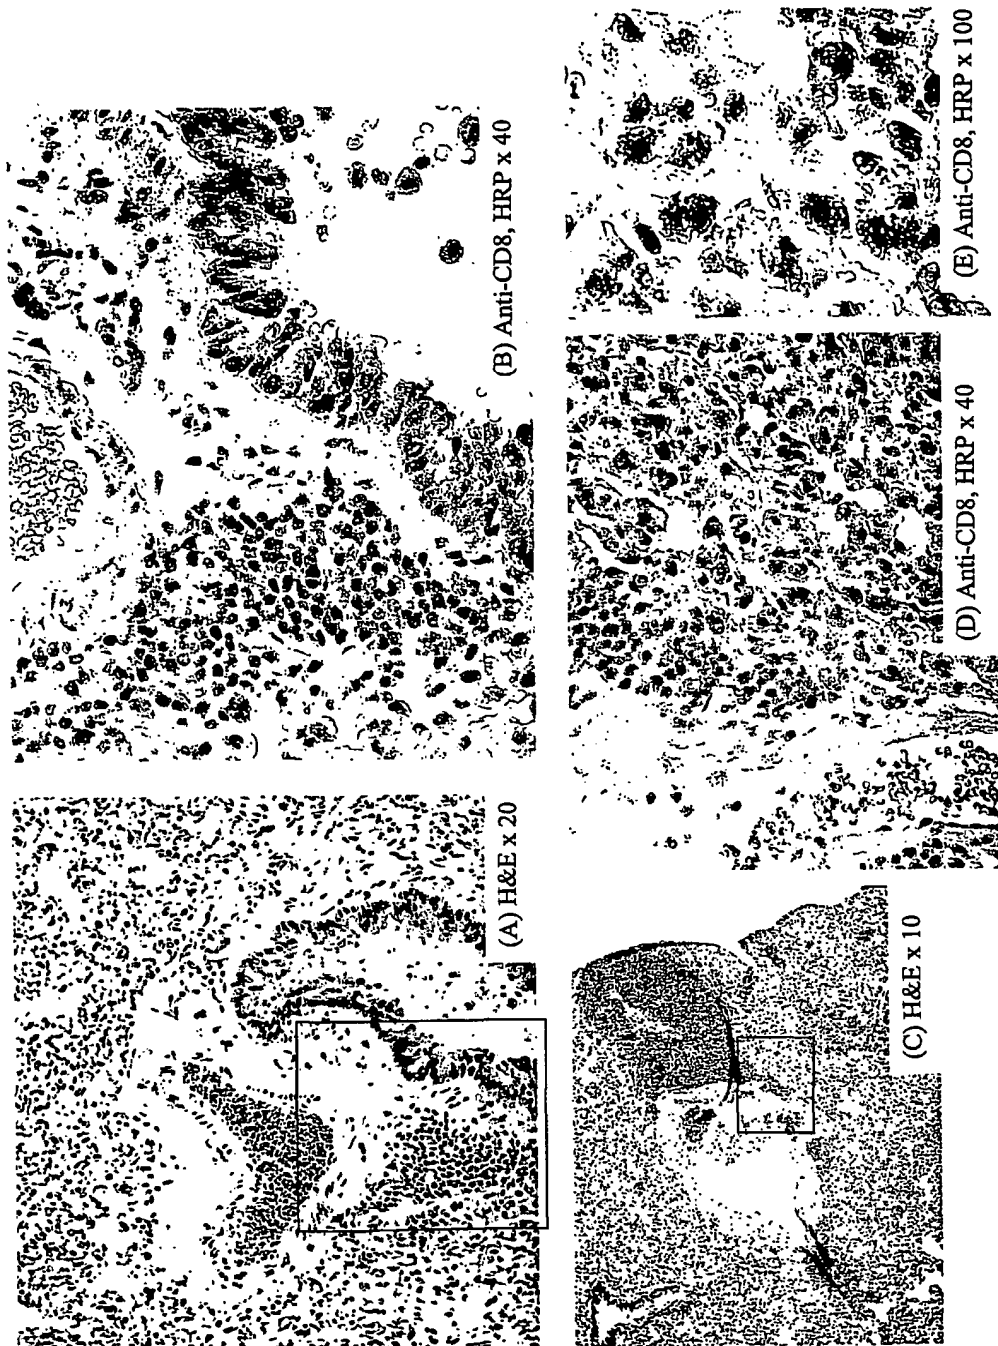 (A) H&E x 20
(B) Anti-CD8, HRP x 40
(C) H&E x 10
(D) Anti-CD8, HRP x 40
(E) Anti-CD8, HRP x 100